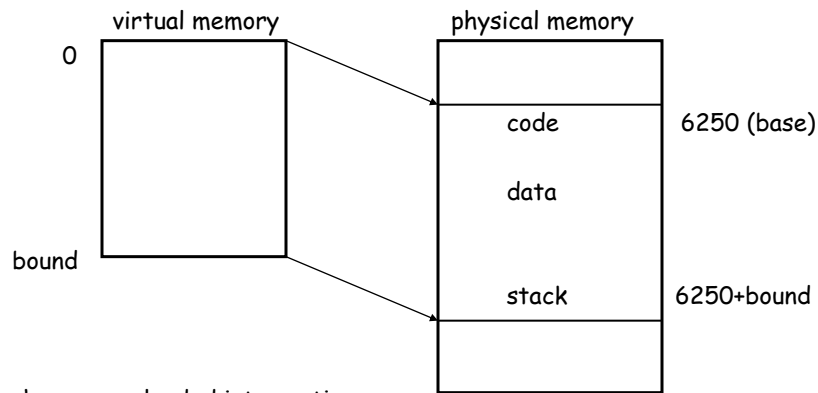 virtual memory
physical memory
0
code
6250 (base)
data
bound
stack
6250+bound